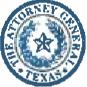 THE ATTORNEY GENERAL
TEXAS